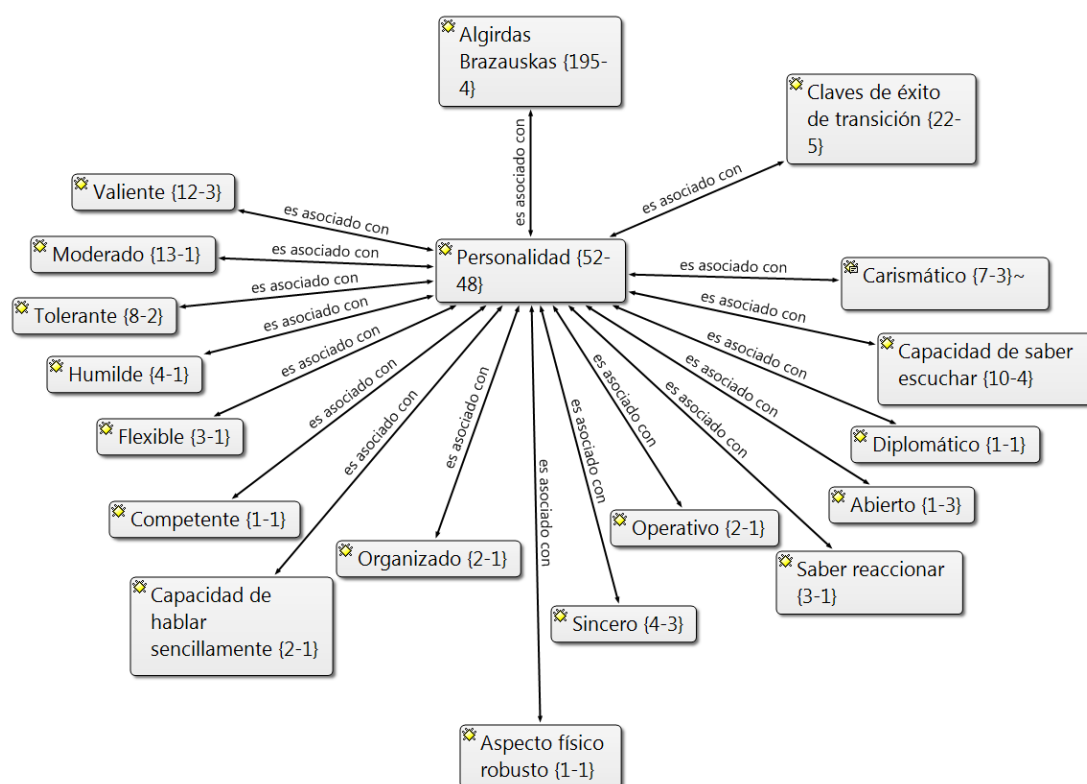 Algirdas
Brazauskas {195-
4}
Claves de éxito
de transición {22-
5}
es asociado con
es asociado con
Valiente {12-3}
es asociado con
Moderado {13-1}
es asociado con
Personalidad {52-
48}
es asociado con
Carismático {7-3}~
Tolerante {8-2}
es asociado con
es asociado con
Humilde {4-1}
es asociado con
es asociado con
Capacidad de saber
escuchar {10-4}
Flexible {3-1}
es asociado con
es asociado con
Diplomático {1-1}
es asociado con
es asociado con
Abierto {1-3}
es asociado con
es asociado con
Competente {1-1}
es asociado con
es asociado con
Operativo {2-1}
es asociado con
Organizado {2-1}
Saber reaccionar
{3-1}
Capacidad de
hablar
sencillamente {2-1}
Sincero {4-3}
Aspecto físico
robusto {1-1}